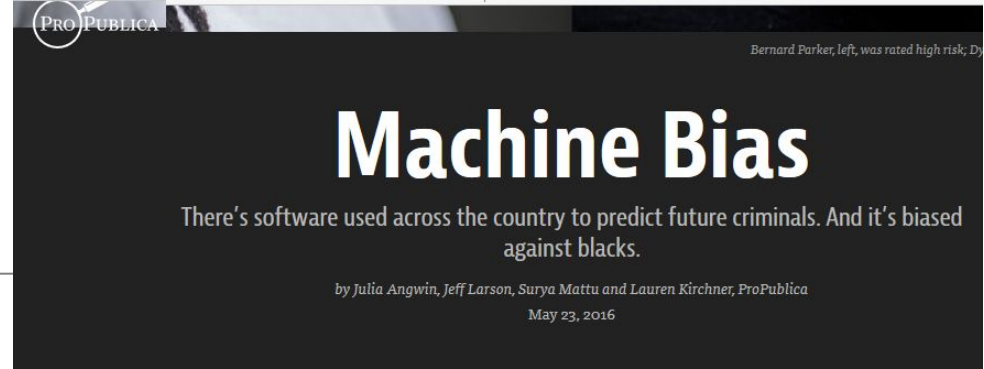 PROPUBLICA
Bernard Parker, left, was rated high risk; Dy
Machine Bias
There’s software used across the country to predict future criminals. And it’s biased
against blacks.
by Julia Angwin, Jeff Larson, Surya Mattu and Lauren Kirchner, ProPublica
May 23, 2016